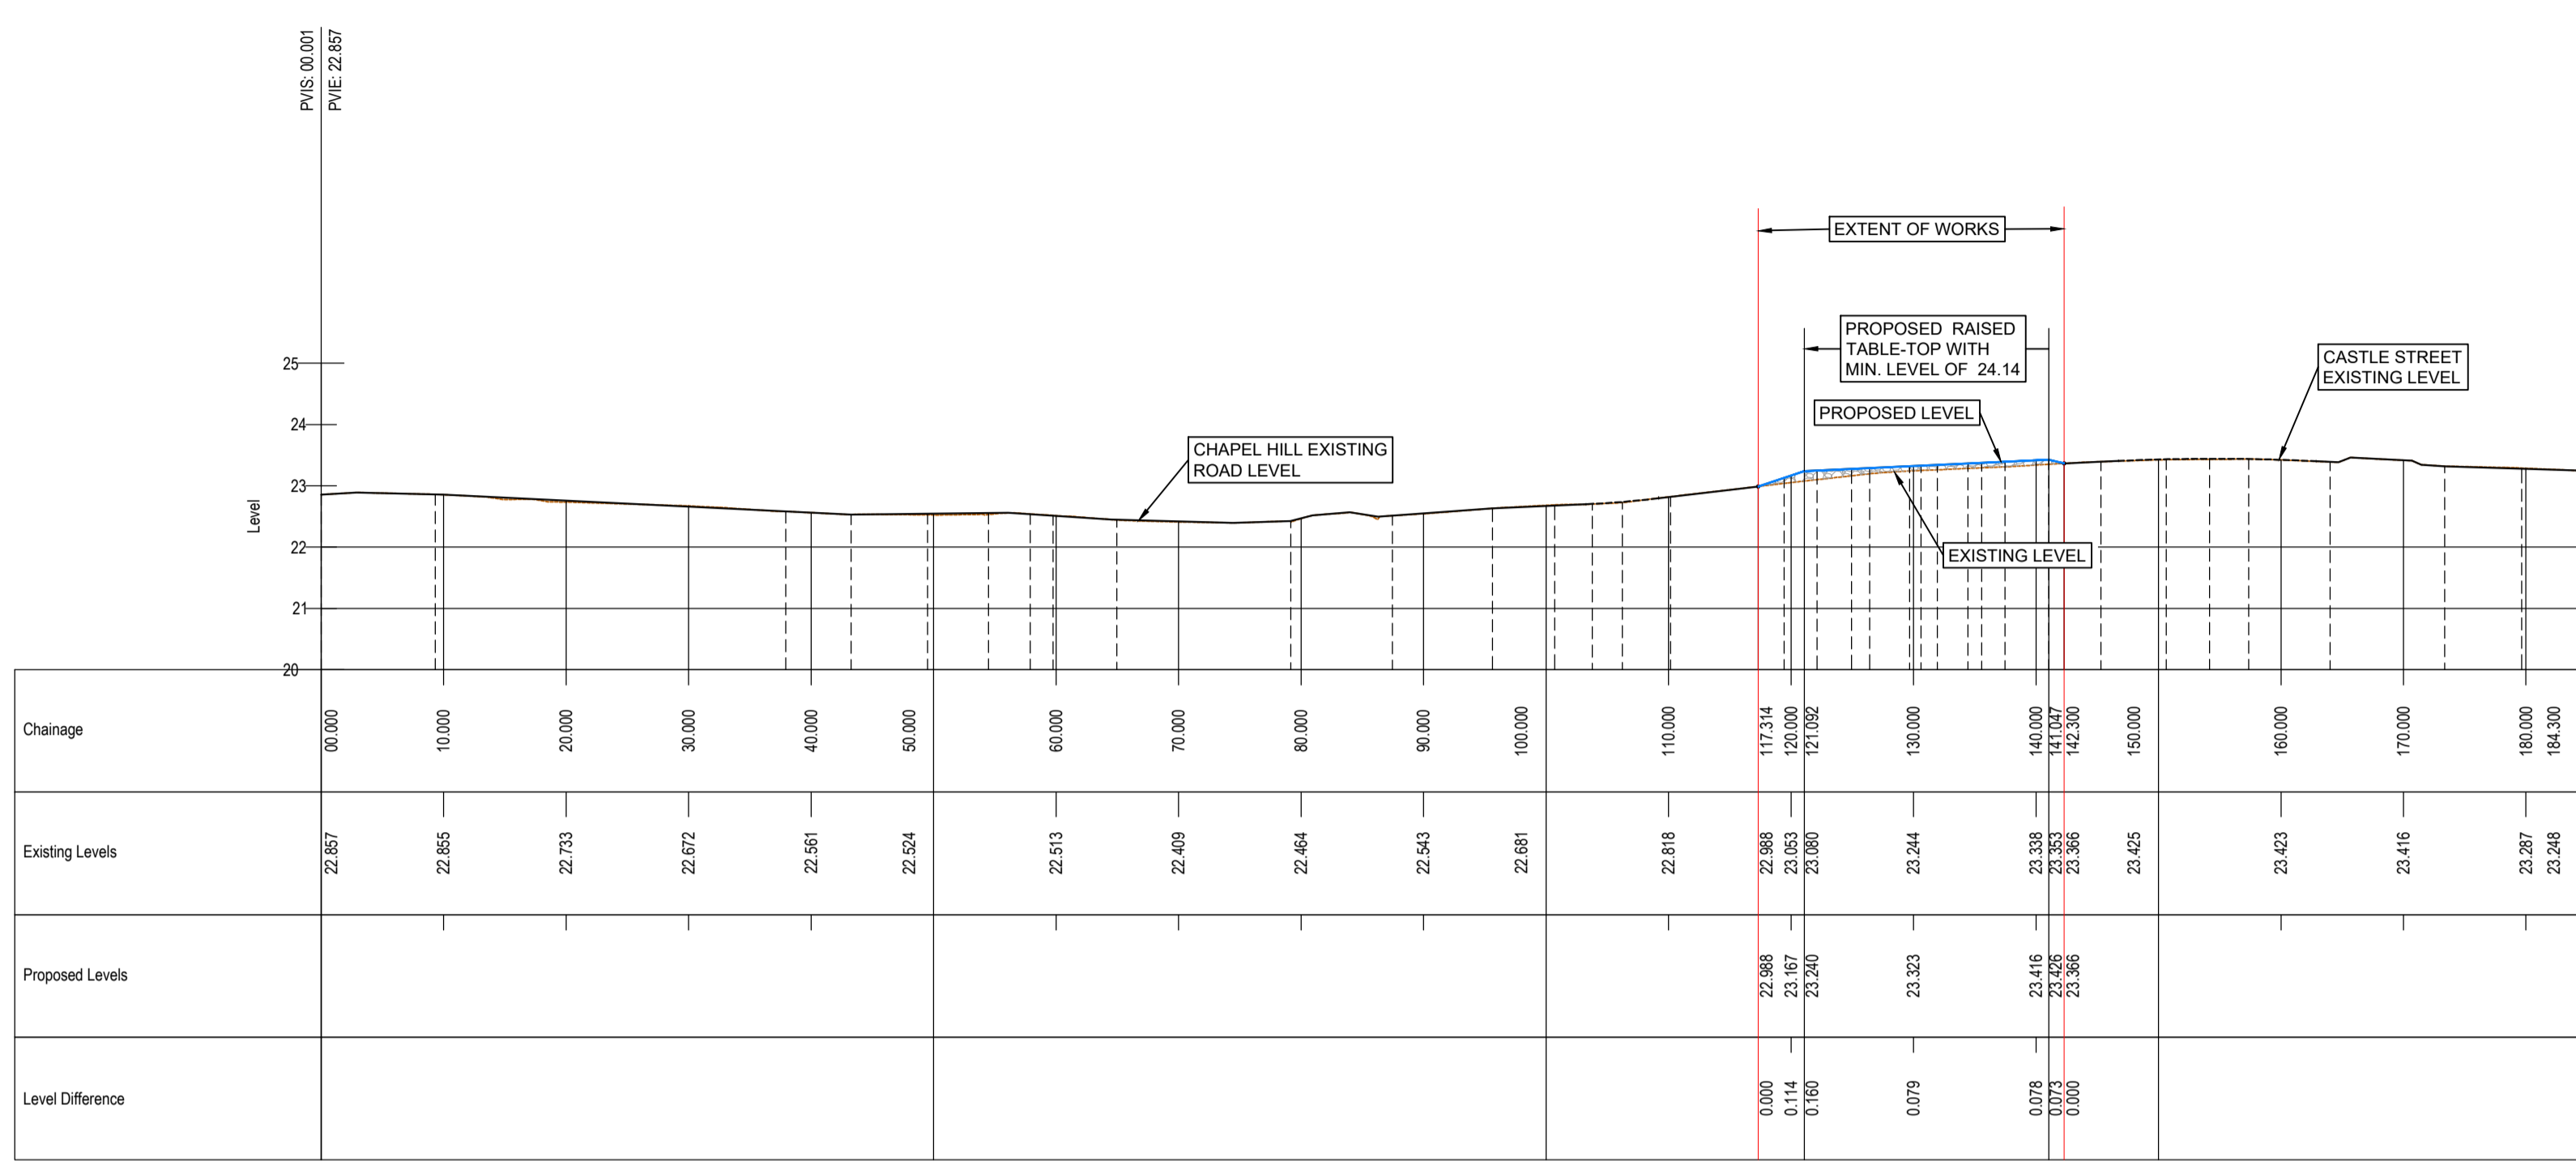 PVIS: 00.001
PVIE: 22.857
EXTENT OF WORKS
PROPOSED RAISED
TABLE-TOP WITH
MIN. LEVEL OF 24.14
CASTLE STREET
EXISTING LEVEL
PROPOSED LEVEL
CHAPEL HILL EXISTING
ROAD LEVEL
EXISTING LEVEL
Level
25
24
23
22
21
20
Chainage 00.000 10.000 20.000 30.000 40.000 50.000 60.000 70.000 80.000 90.000 100.000 110.000 117.314 120.000 121.092 130.000 140.000 141.047 142.300 150.000 160.000 170.000 180.000 184.300
Existing Levels 22.857 22.855 22.733 22.672 22.561 22.524 22.513 22.409 22.464 22.543 22.681 22.818 22.988 23.053 23.080 23.244 23.338 23.353 23.366 23.425 23.423 23.416 23.287 23.248
Proposed Levels 22.988 23.167 23.240 23.323 23.416 23.426 23.366
Level Difference 0.000 0.114 0.160 0.079 0.078 0.073 0.000